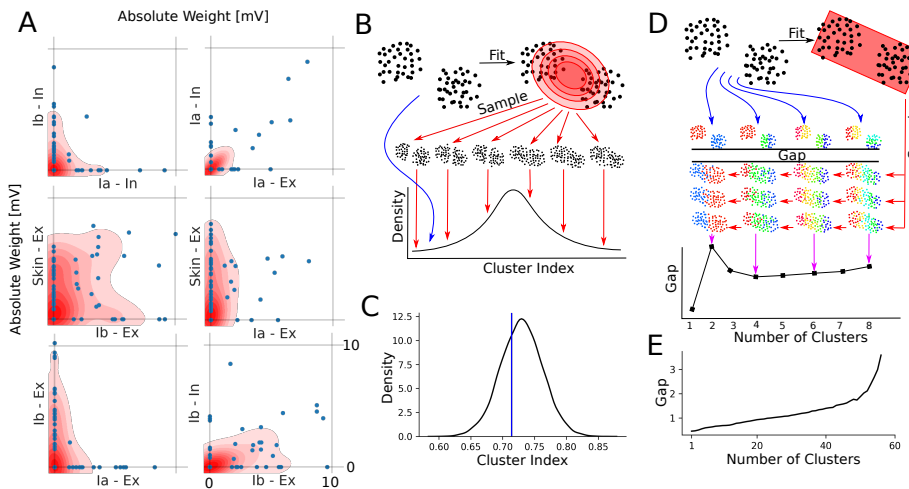 A
Absolute Weight [mV]
Absolute Weight [mV]
Ib - In
Ia - In
Ia - In
Ia - Ex
Skin - Ex
Ib - Ex
Skin - Ex
Ia - Ex
Ib - Ex
Ia - Ex
Ib - In
Ib - Ex
10
0
0
10
B
Fit
Sample
Density
Cluster Index
C
12.5
10.0
7.5
5.0
2.5
0.0
Density
0.60
0.65
0.70
0.75
0.80
0.85
Cluster Index
D
Fit
Gap
Gap
1
2
3
4
5
6
7
8
Number of Clusters
E
3
2
1
Gap
1
20
40
60
Number of Clusters